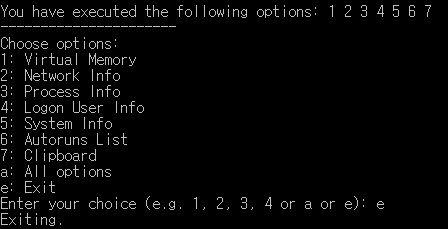 You have executed the following options: 1 2 3 4 5 6 7
----------------------
Choose options:
1: Virtual Memory
2: Network Info
3: Process Info
4: Logon User Info
5: System Info
6: Autoruns List
7: Clipboard
a: All options
e: Exit
Enter your choice (e.g. 1, 2, 3, 4 or a or e): e
Exiting.